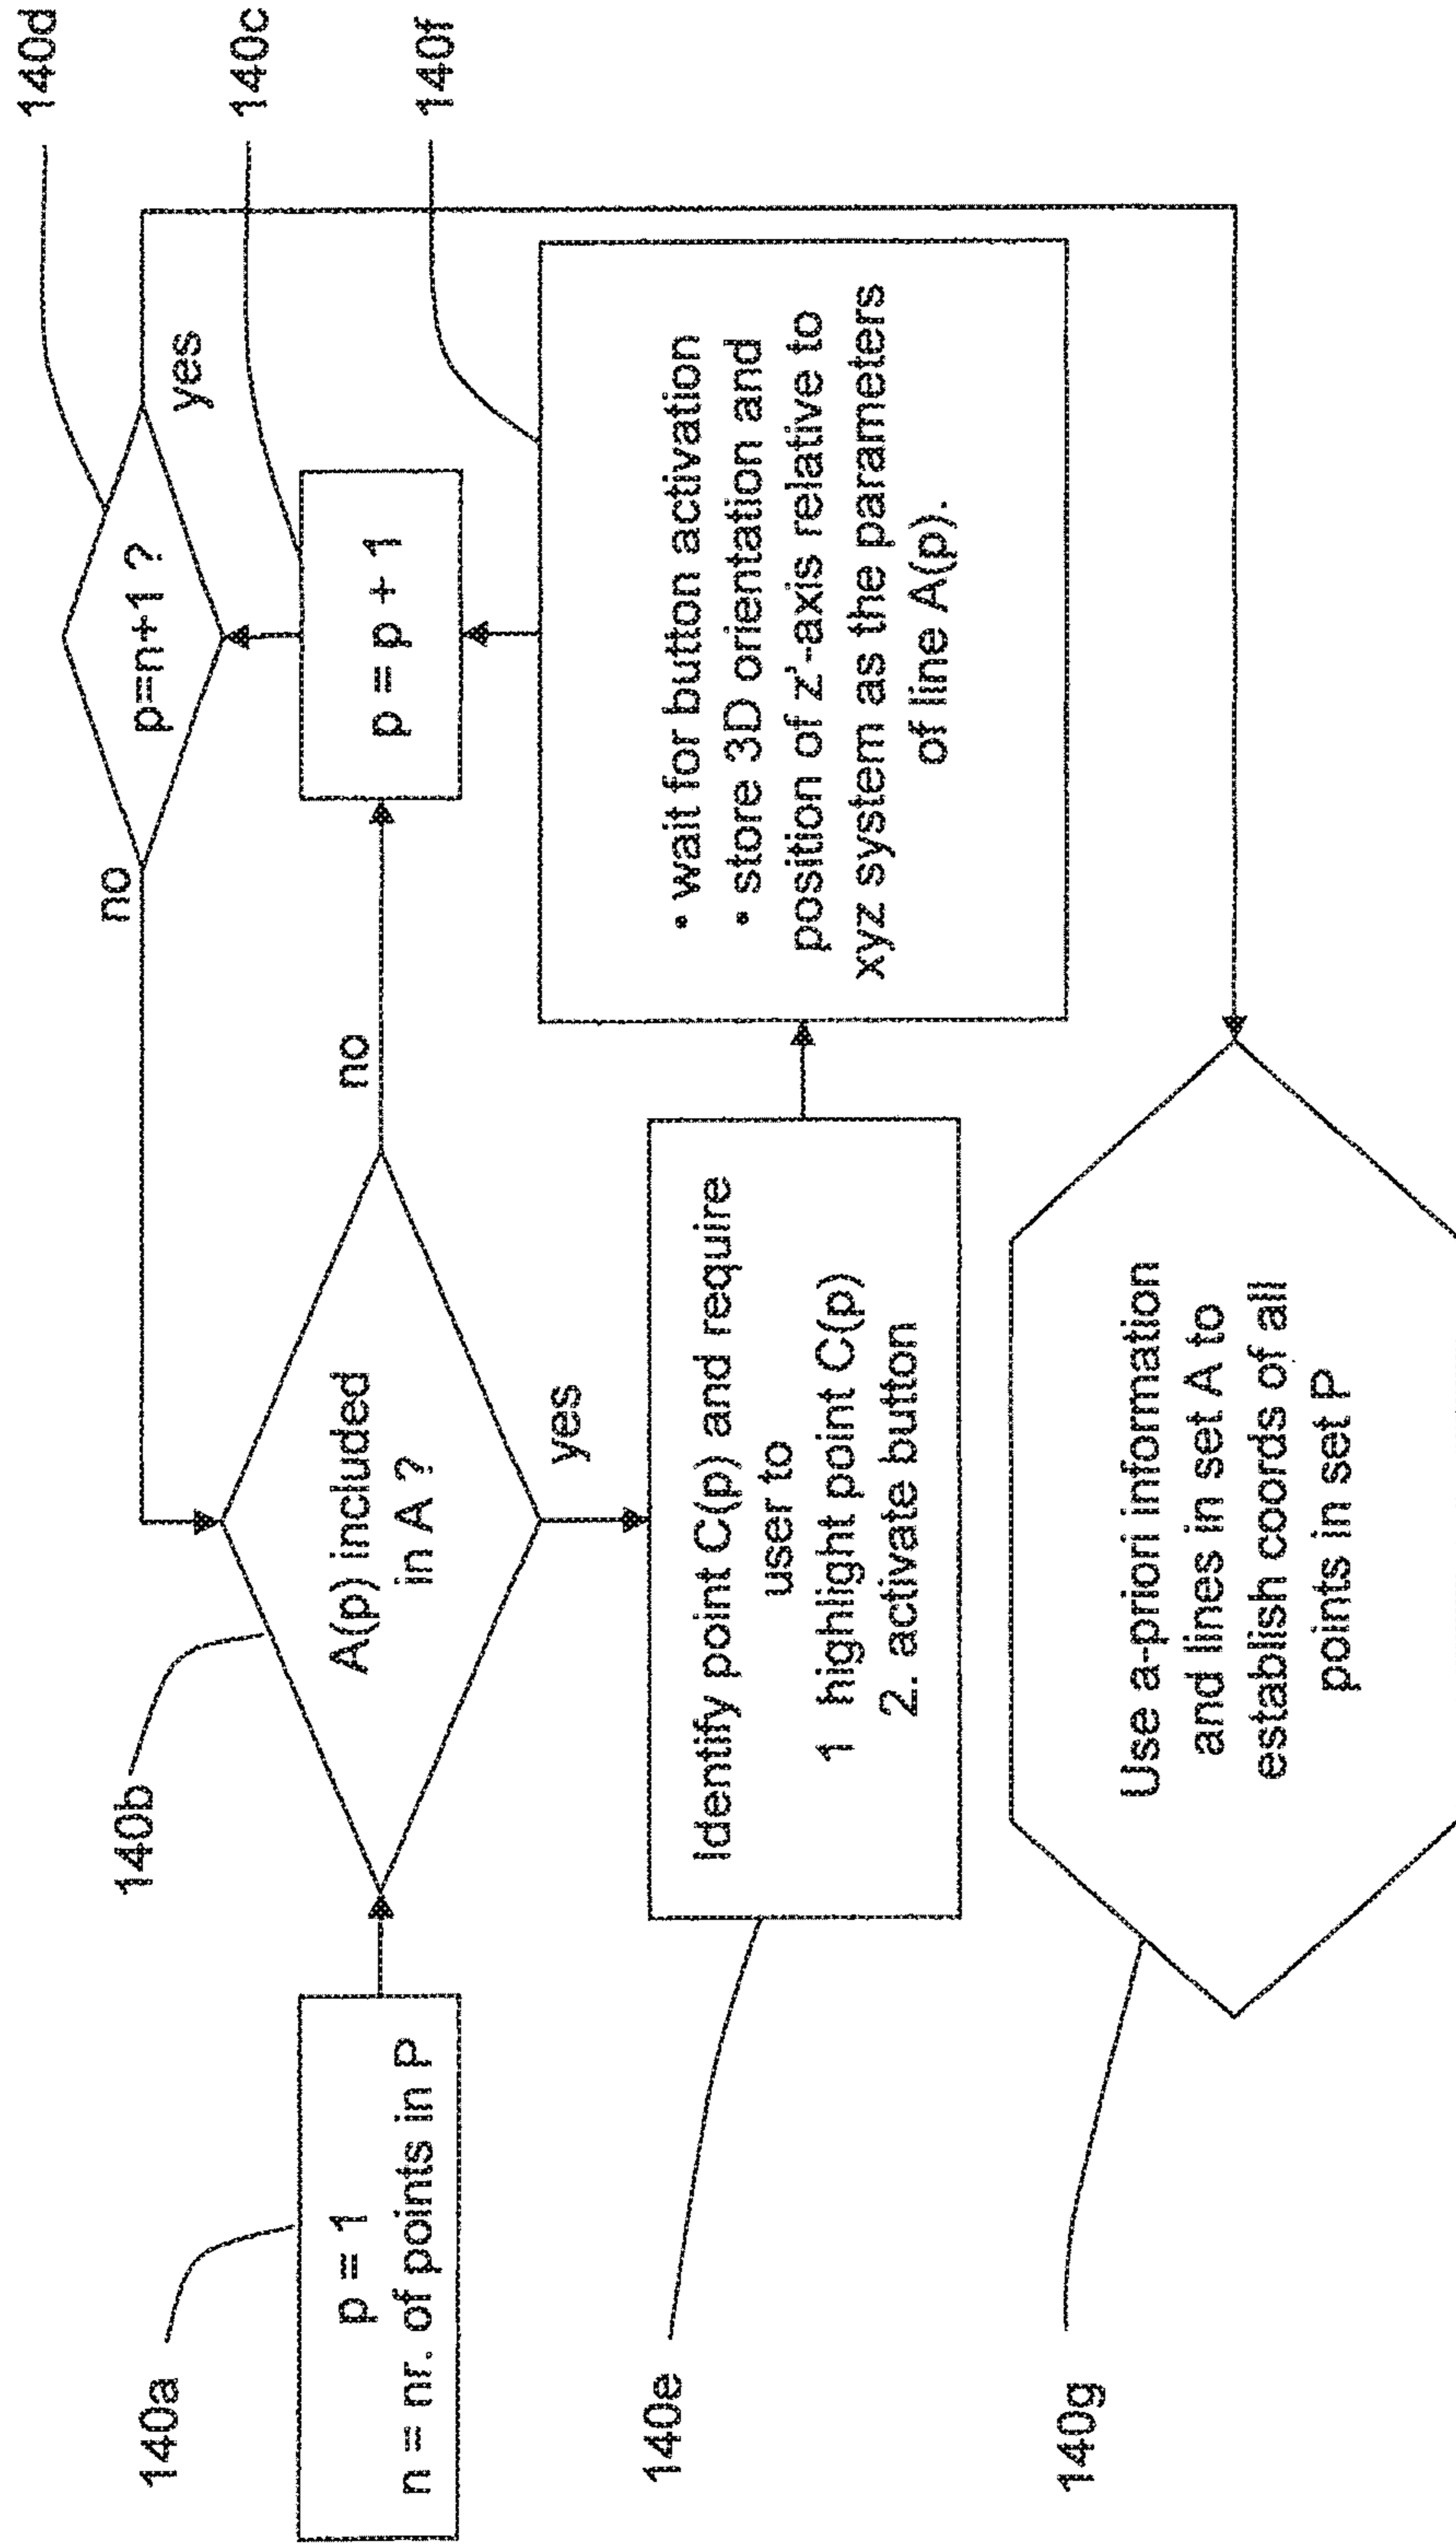 140a
p = 1
n = nr. of points in P
140b
A(p) included
in A ?
no
yes
140d
p=n+1 ?
no
yes
140c
p = p + 1
140e
Identify point C(p) and require
user to
1 highlight point C(p)
2. activate button
140f
• wait for button activation
• store 3D orientation and
position of z'-axis relative to
xyz system as the parameters
of line A(p).
140g
Use a-priori information
and lines in set A to
establish coords of all
points in set P